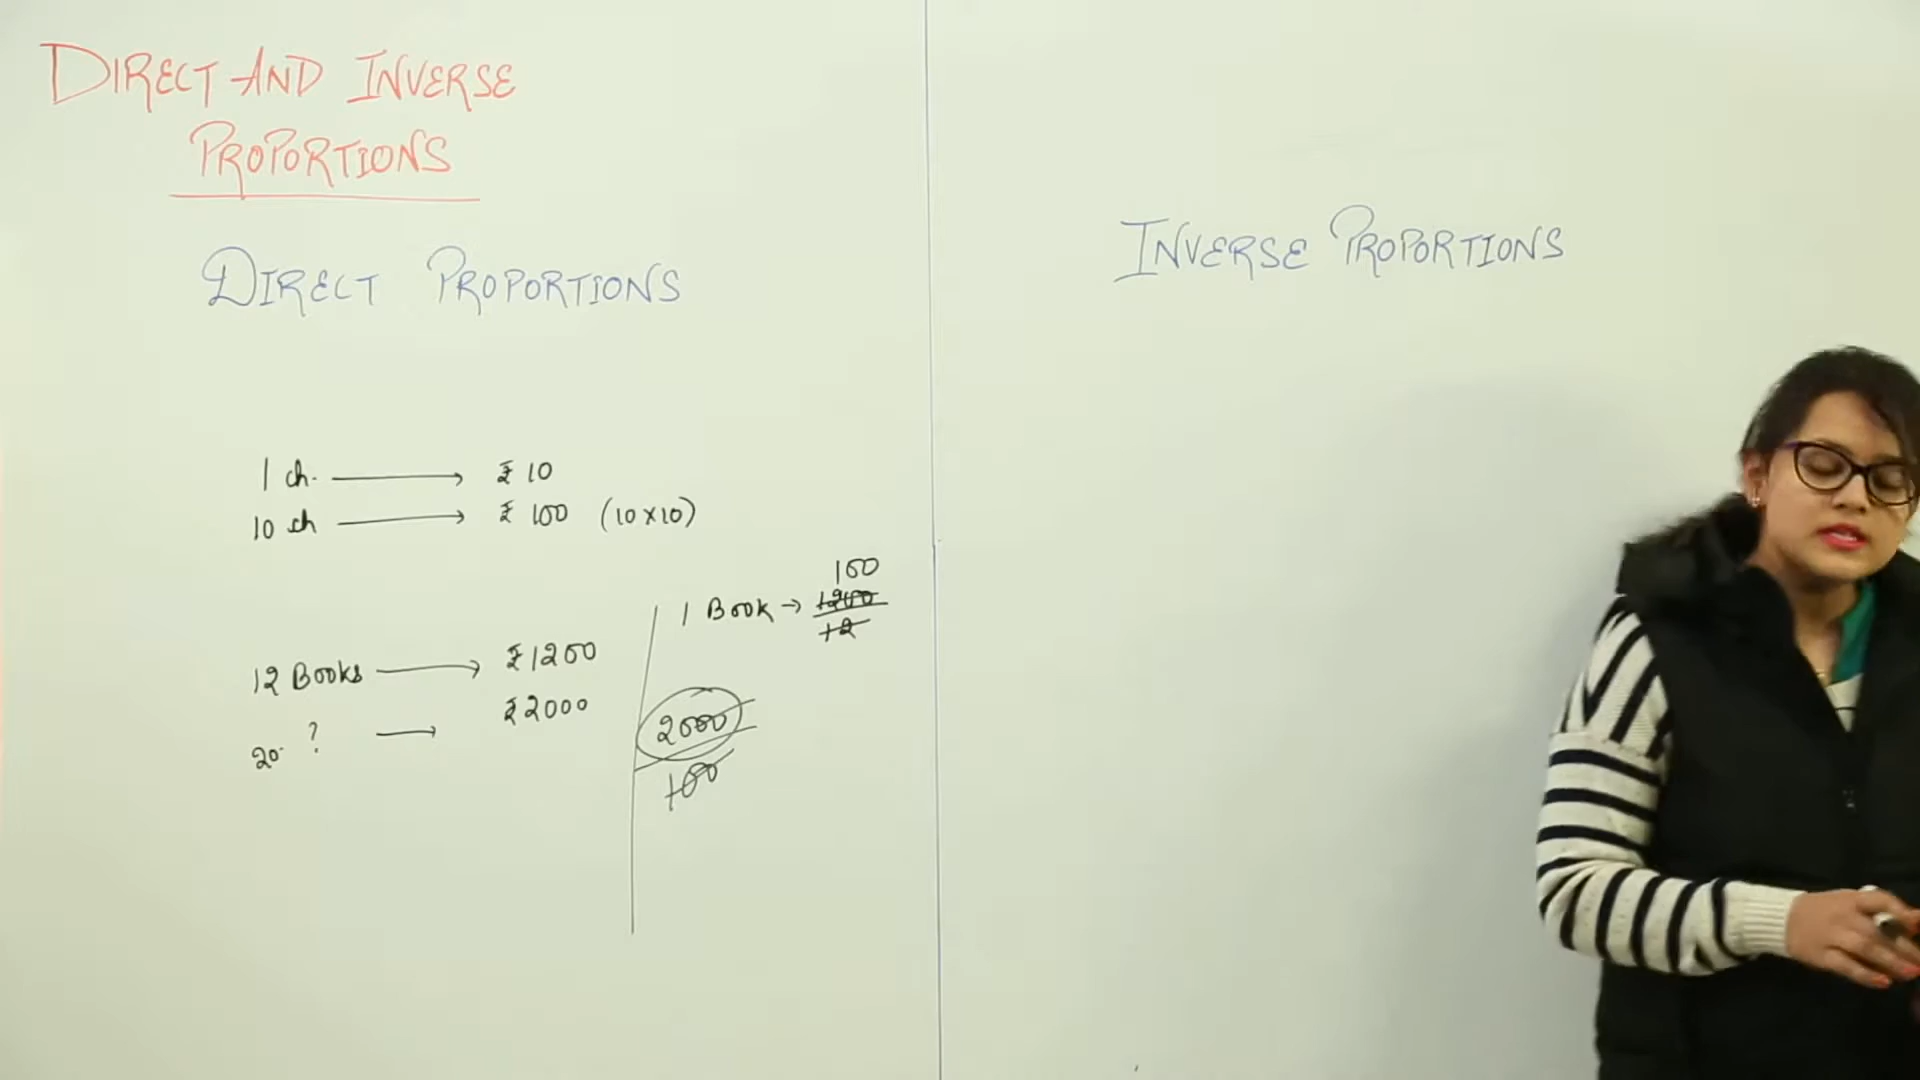 DIRECT AND INVERSE
PROPORTIONS
DIRECT PROPORTIONS
1 ch. → ₹ 10
10 ch → ₹ 100 (10×10)
12 Books → ₹1200
20 ? → ₹2000
1 Book → 1200/12 100
2000/100
INVERSE PROPORTIONS